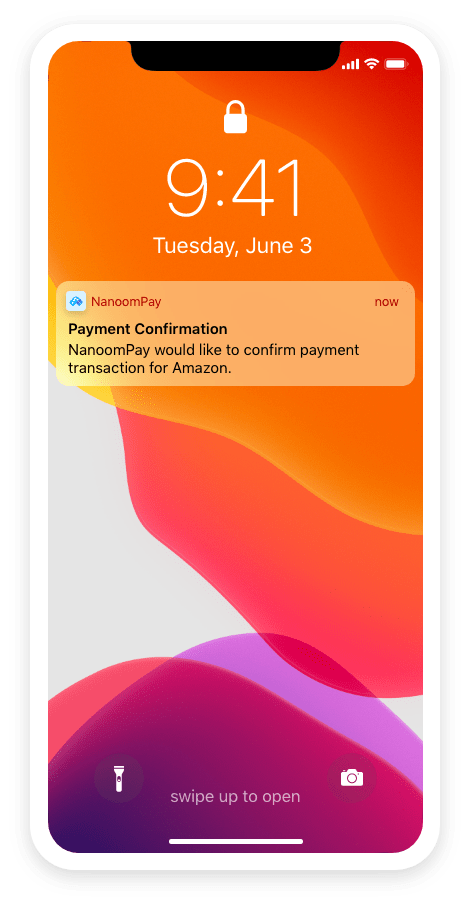 9:41
Tuesday, June 3
NanoomPay now
Payment Confirmation
NanoomPay would like to confirm payment
transaction for Amazon.
swipe up to open